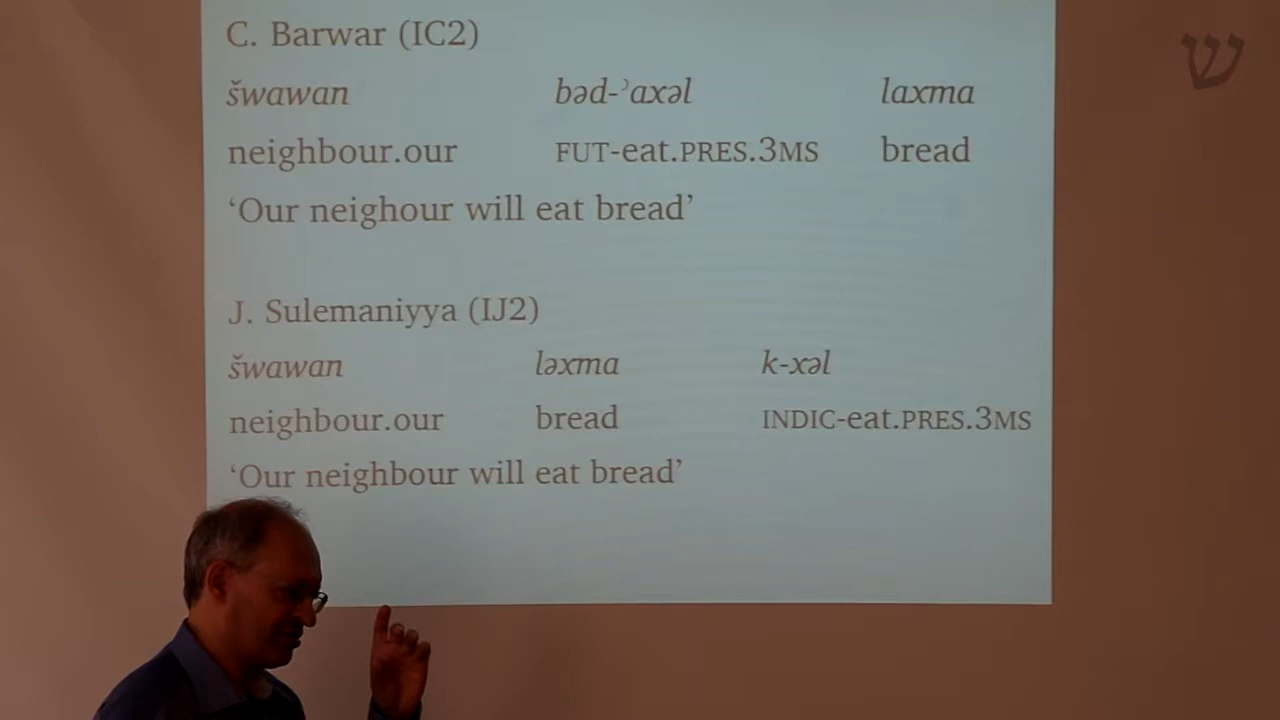 C. Barwar (IC2)
šwawan bəd-ʾaxəl laxma
neighbour.our FUT-eat.PRES.3MS bread
‘Our neighour will eat bread’
J. Sulemaniyya (IJ2)
šwawan ləxma k-xəl
neighbour.our bread INDIC-eat.PRES.3MS
‘Our neighbour will eat bread’
ש